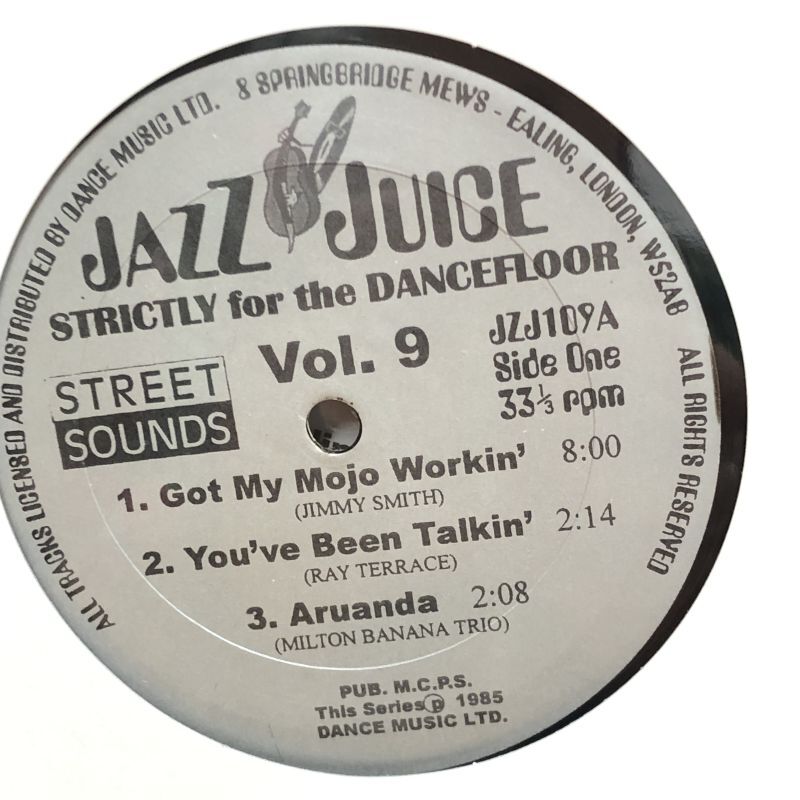 ALL TRACKS LICENSED AND DISTRIBUTED BY DANCE MUSIC LTD. 8 SPRINGBRIDGE MEWS - EALING, LONDON, W52AB ALL RIGHTS RESERVED
JAZZ JUICE
STRICTLY for the DANCEFLOOR
Vol. 9
JZJ109A
Side One
33⅓ rpm
STREET
SOUNDS
1. Got My Mojo Workin' 8:00
(JIMMY SMITH)
2. You've Been Talkin' 2:14
(RAY TERRACE)
3. Aruanda 2:08
(MILTON BANANA TRIO)
PUB. M.C.P.S.
This Series ℗ 1985
DANCE MUSIC LTD.